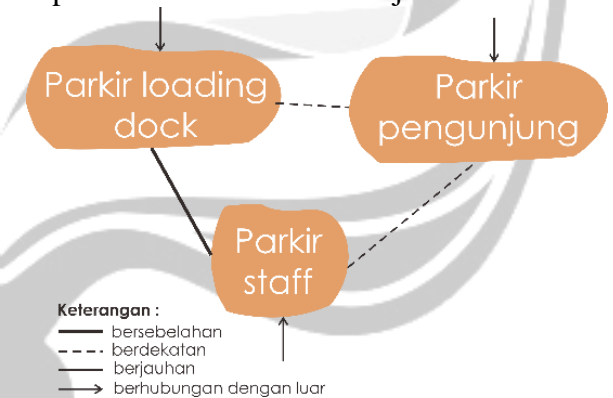 Parkir loading
dock
Parkir
pengunjung
Parkir
staff
Keterangan :
bersebelahan
berdekatan
berjauhan
berhubungan dengan luar